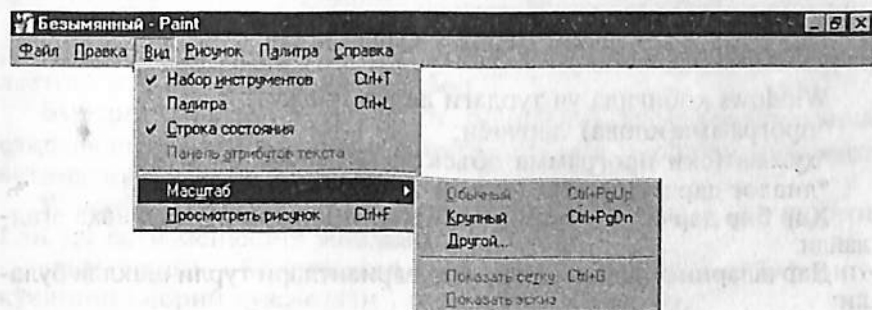 Безымянный - Paint
Файл Правка Вид Рисунок Палитра Справка
Набор инструментов Ctrl+T
Палитра Ctrl+L
Строка состояния
Панель атрибутов текста
Масштаб
Просмотреть рисунок Ctrl+F
Обычный Ctrl+PgUp
Крупный Ctrl+PgDn
Другой...
Показать сетку Ctrl+G
Показать эскиз